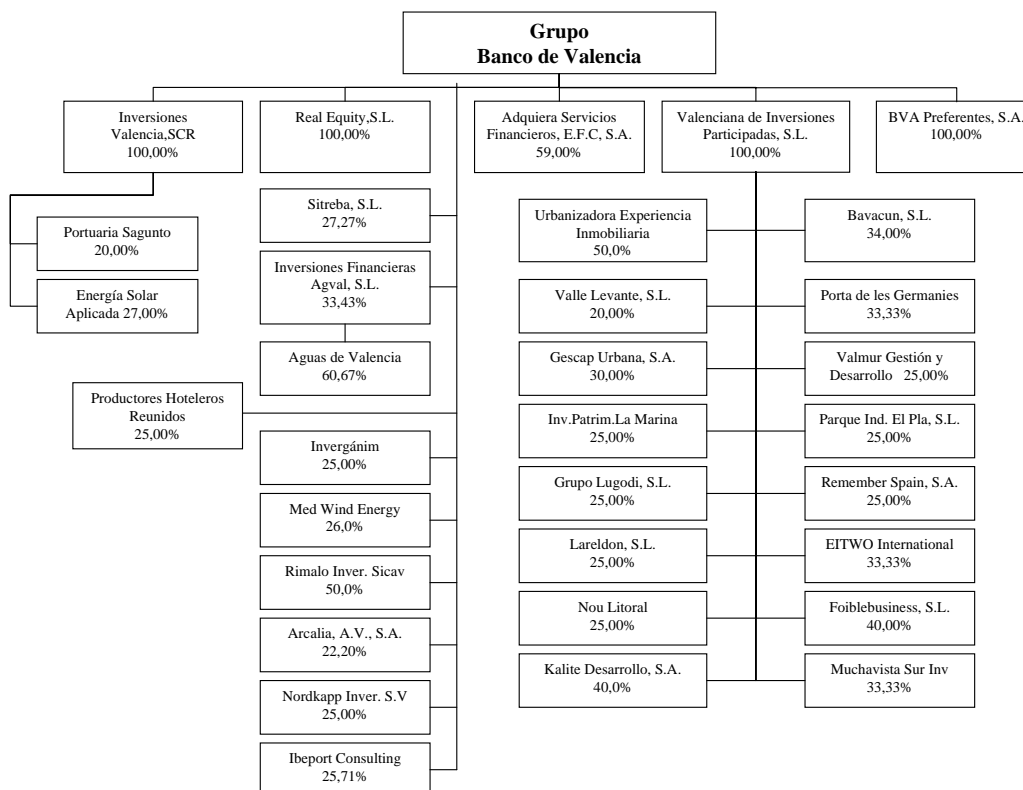 Grupo
Banco de Valencia
Inversiones
Valencia,SCR
100,00%
Real Equity,S.L.
100,00%
Adquiera Servicios
Financieros, E.F.C, S.A.
59,00%
Valenciana de Inversiones
Participadas, S.L.
100,00%
BVA Preferentes, S.A.
100,00%
Portuaria Sagunto
20,00%
Energía Solar
Aplicada 27,00%
Sitreba, S.L.
27,27%
Inversiones Financieras
Agval, S.L.
33,43%
Aguas de Valencia
60,67%
Productores Hoteleros
Reunidos
25,00%
Invergánim
25,00%
Med Wind Energy
26,0%
Rimalo Inver. Sicav
50,0%
Arcalia, A.V., S.A.
22,20%
Nordkapp Inver. S.V
25,00%
Ibeport Consulting
25,71%
Urbanizadora Experiencia
Inmobiliaria
50,0%
Valle Levante, S.L.
20,00%
Gescap Urbana, S.A.
30,00%
Inv.Patrim.La Marina
25,00%
Grupo Lugodi, S.L.
25,00%
Lareldon, S.L.
25,00%
Nou Litoral
25,00%
Kalite Desarrollo, S.A.
40,0%
Bavacun, S.L.
34,00%
Porta de les Germanies
33,33%
Valmur Gestión y
Desarrollo 25,00%
Parque Ind. El Pla, S.L.
25,00%
Remember Spain, S.A.
25,00%
EITWO International
33,33%
Foiblebusiness, S.L.
40,00%
Muchavista Sur Inv
33,33%